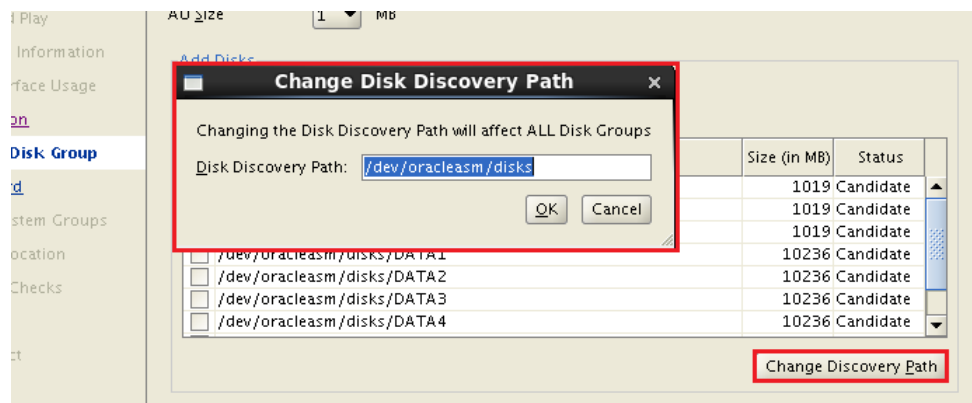 Play
AU Size 1 MB
Information
Add Disks
rface Usage
Change Disk Discovery Path
on
Changing the Disk Discovery Path will affect ALL Disk Groups
Disk Group
Disk Discovery Path: /dev/oracleasm/disks
Size (in MB) Status
rd
1019 Candidate
OK Cancel
1019 Candidate
stem Groups
1019 Candidate
ocation
/dev/oracleasm/disks/DATA1 10236 Candidate
/dev/oracleasm/disks/DATA2 10236 Candidate
Checks
/dev/oracleasm/disks/DATA3 10236 Candidate
/dev/oracleasm/disks/DATA4 10236 Candidate
ct
Change Discovery Path